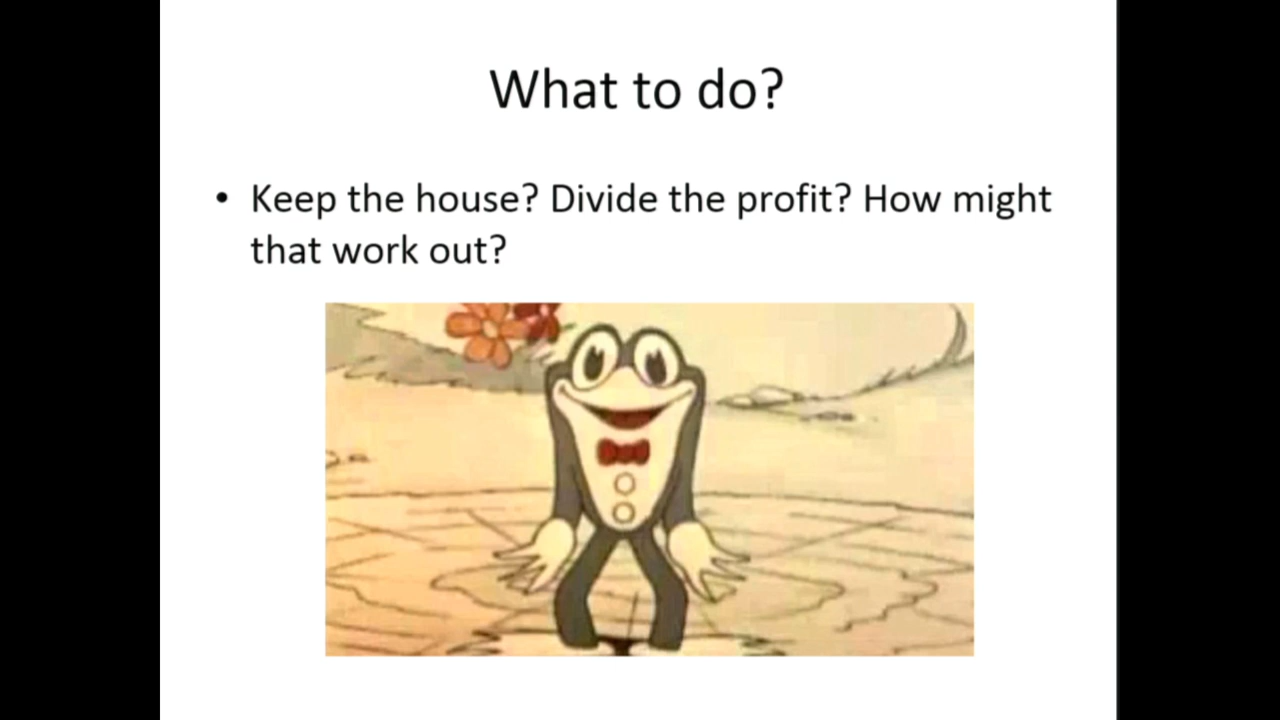 What to do?
• Keep the house? Divide the profit? How might
that work out?